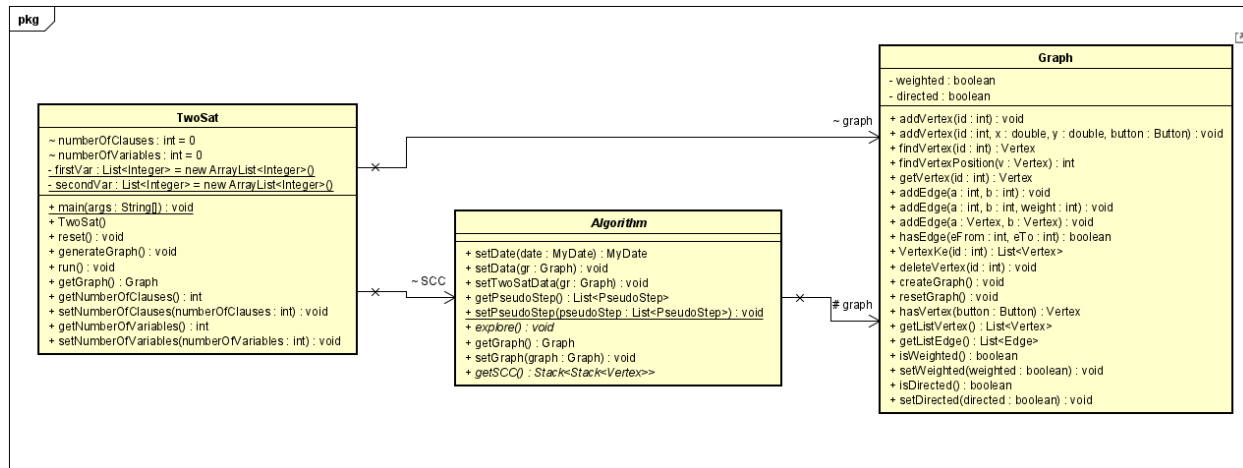 pkg
TwoSat
~ numberOfClauses : int = 0
~ numberOfVariables : int = 0
- firstVar : List<Integer> = new ArrayList<Integer>()
- secondVar : List<Integer> = new ArrayList<Integer>()
+ main(args : String[]) : void
+ TwoSat()
+ reset() : void
+ generateGraph() : void
+ run() : void
+ getGraph() : Graph
+ getNumberOfClauses() : int
+ setNumberOfClauses(numberOfClauses : int) : void
+ getNumberOfVariables() : int
+ setNumberOfVariables(numberOfVariables : int) : void
~ graph
~ SCC
Algorithm
+ setDate(date : MyDate) : MyDate
+ setData(gr : Graph) : void
+ setTwoSatData(gr : Graph) : void
+ getPseudoStep() : List<PseudoStep>
+ setPseudoStep(pseudoStep : List<PseudoStep>) : void
+ explore() : void
+ getGraph() : Graph
+ setGraph(graph : Graph) : void
+ getSCC() : Stack<Stack<Vertex>>
# graph
Graph
- weighted : boolean
- directed : boolean
+ addVertex(id : int) : void
+ addVertex(id : int, x : double, y : double, button : Button) : void
+ findVertex(id : int) : Vertex
+ findVertexPosition(v : Vertex) : int
+ getVertex(id : int) : Vertex
+ addEdge(a : int, b : int) : void
+ addEdge(a : int, b : int, weight : int) : void
+ addEdge(a : Vertex, b : Vertex) : void
+ hasEdge(eFrom : int, eTo : int) : boolean
+ VertexKe(id : int) : List<Vertex>
+ deleteVertex(id : int) : void
+ createGraph() : void
+ resetGraph() : void
+ hasVertex(button : Button) : Vertex
+ getListVertex() : List<Vertex>
+ getListEdge() : List<Edge>
+ isWeighted() : boolean
+ setWeighted(weighted : boolean) : void
+ isDirected() : boolean
+ setDirected(directed : boolean) : void